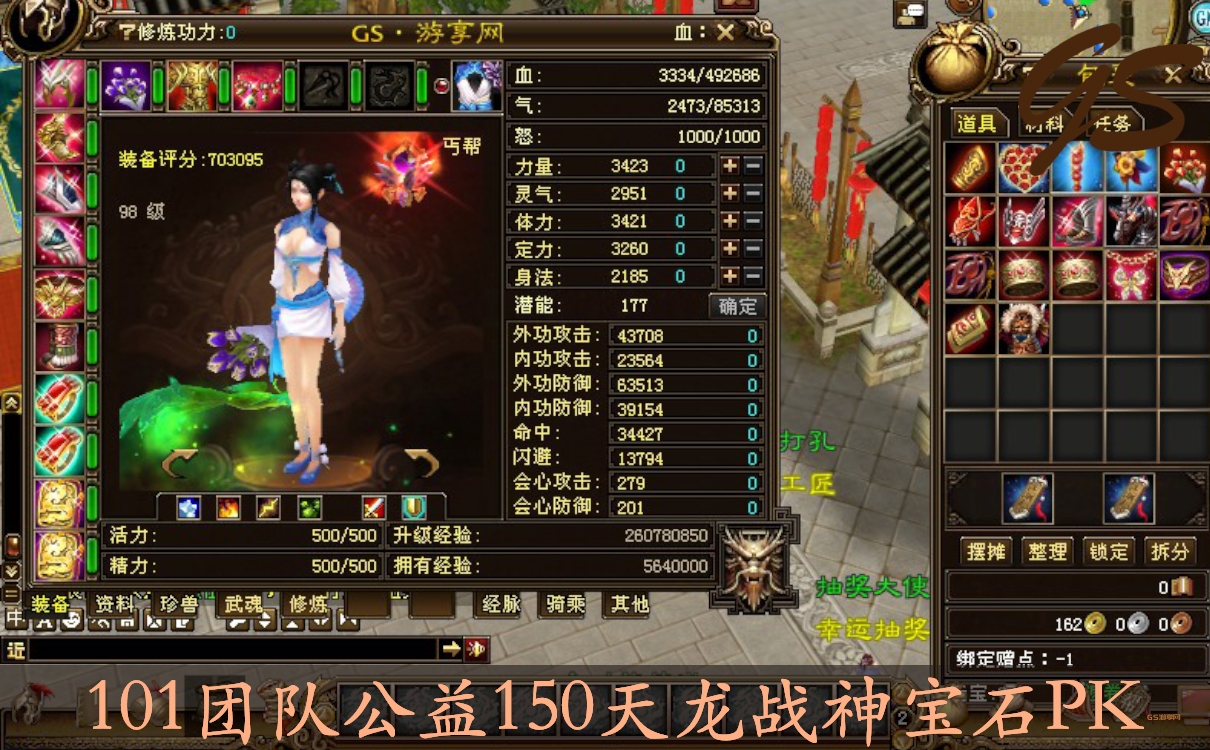 修炼功力:0
GS·游享网
血:
装备评分:703095
丐帮
98 级
血: 3334/492686
气: 2473/85313
怒: 1000/1000
力量: 3423 0
灵气: 2951 0
体力: 3421 0
定力: 3260 0
身法: 2185 0
潜能: 177 确定
外功攻击: 43708 0
内功攻击: 23564 0
外功防御: 63513 0
内功防御: 39154 0
命中: 34427 0
闪避: 13794 0
会心攻击: 279 0
会心防御: 201 0
活力: 500/500 升级经验: 260780850
精力: 500/500 拥有经验: 5640000
装备 资料 珍兽 武魂 修炼 经脉 骑乘 其他
近
打孔
工匠
抽奖大使
幸运抽奖
GS
道具 材料 任务
摆摊 整理 锁定 拆分
0
162 0 0
绑定赠点：-1
2
101团队公益150天龙战神宝石PK
GS游享网